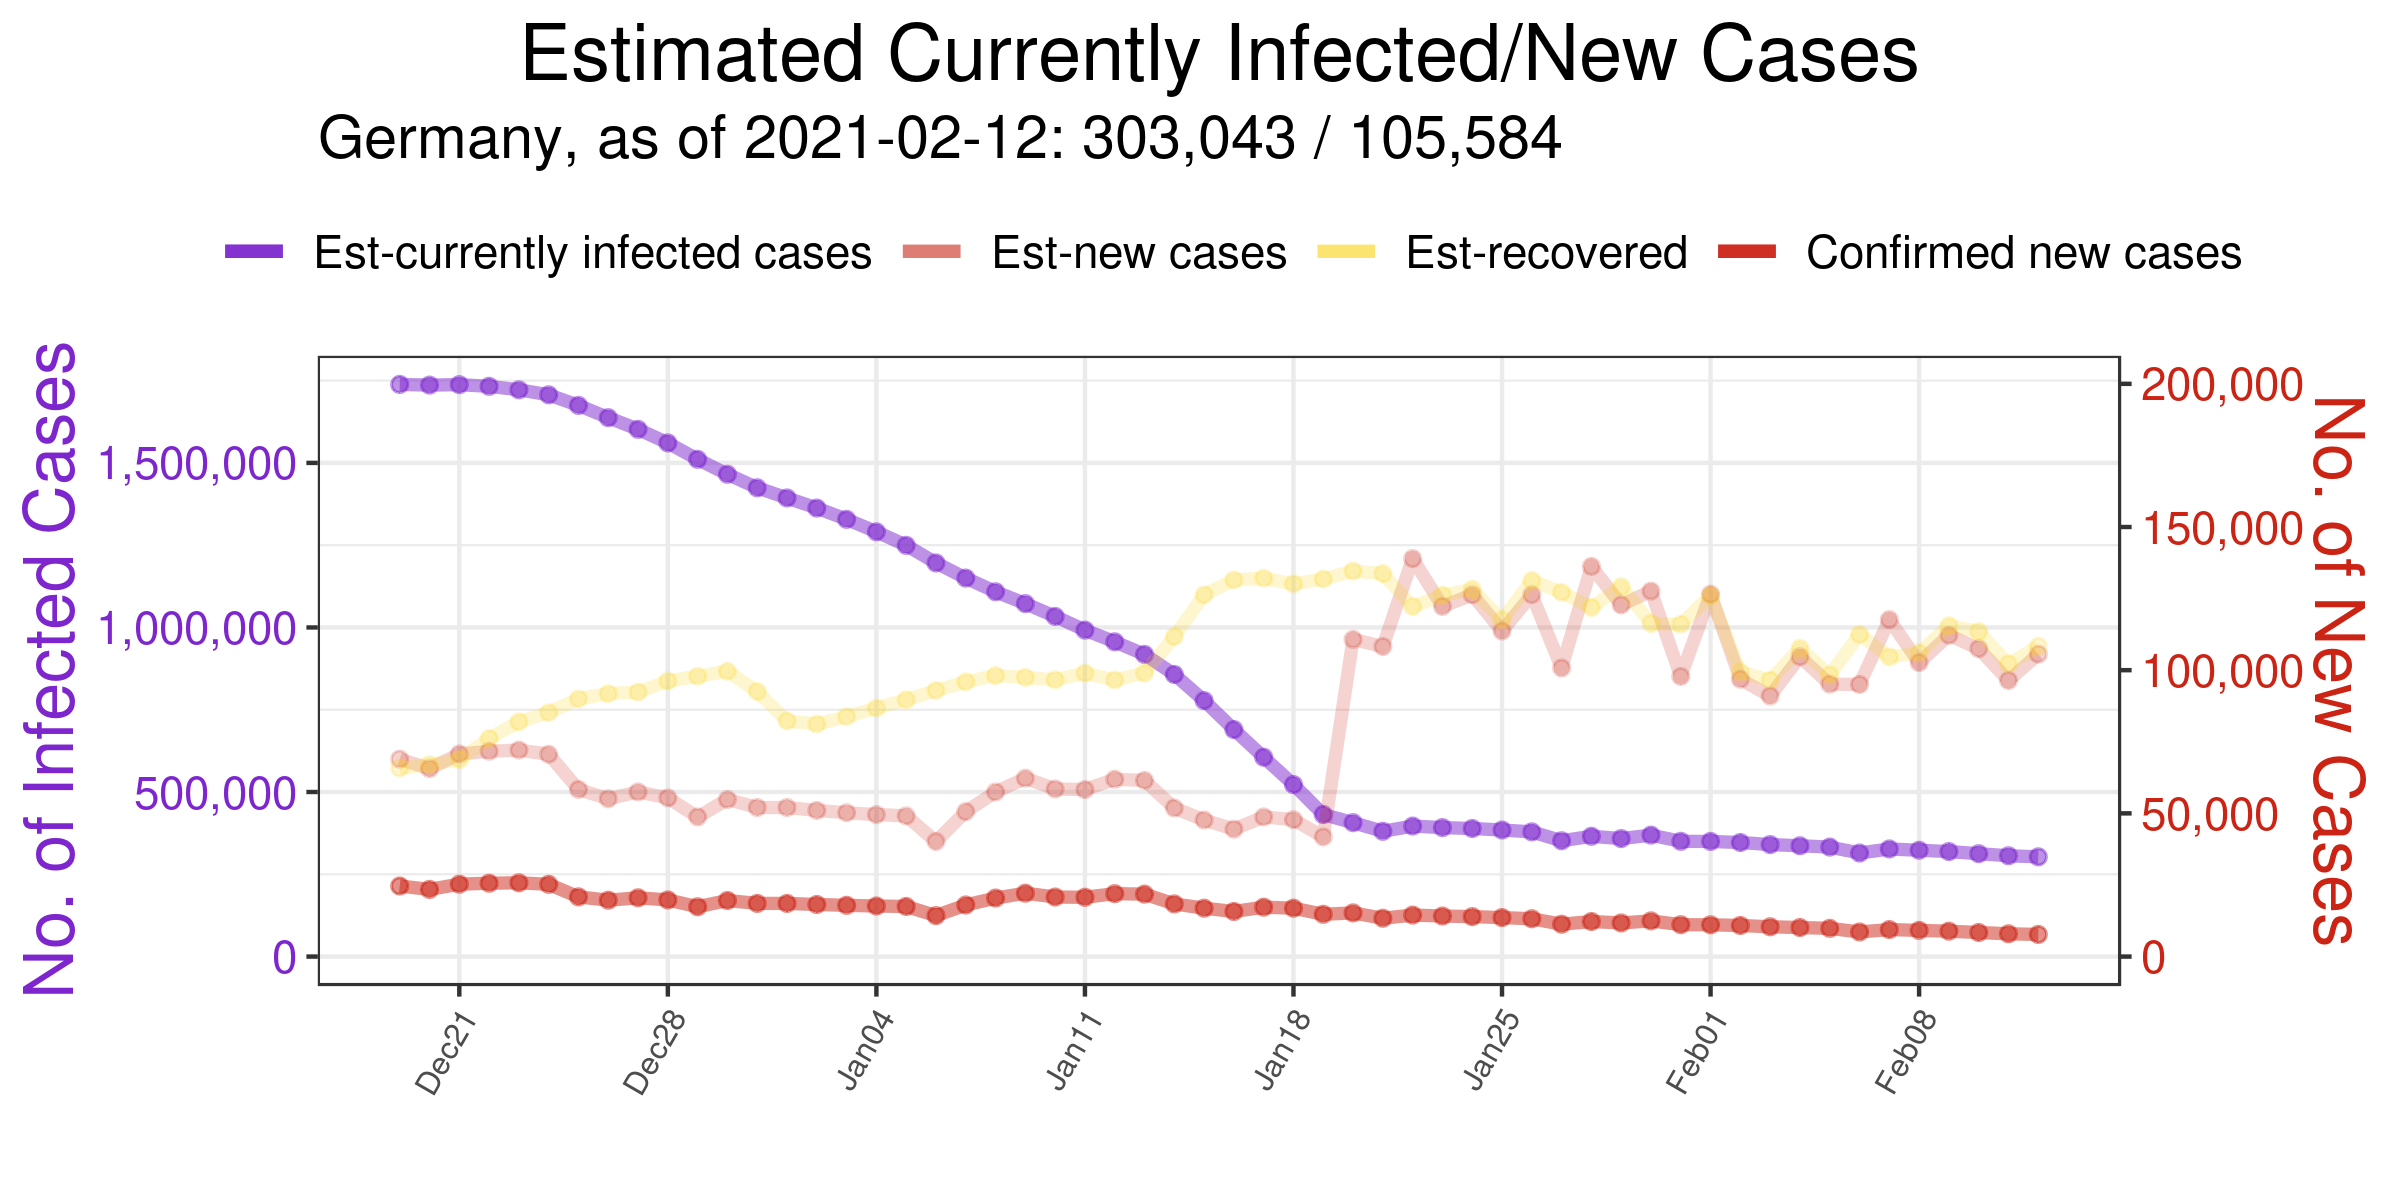 Estimated Currently Infected/New Cases
Germany, as of 2021-02-12: 303,043 / 105,584
Est-currently infected cases Est-new cases Est-recovered Confirmed new cases
No. of Infected Cases
1,500,000
1,000,000
500,000
0
200,000
150,000
100,000
50,000
0
No. of New Cases
Dec21 Dec28 Jan04 Jan11 Jan18 Jan25 Feb01 Feb08